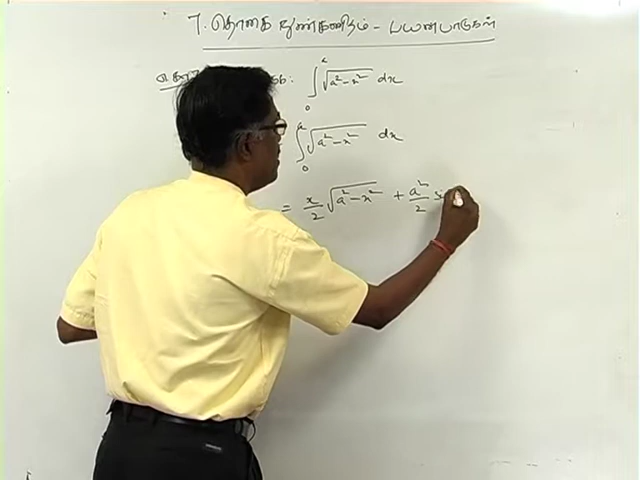 7. தொகை நுண்கணிதம் - பயன்பாடுகள்
∫₀ᵃ √a²-x² dx
∫₀ᵃ √a²-x² dx
= x/2 √a²-x² + a²/2